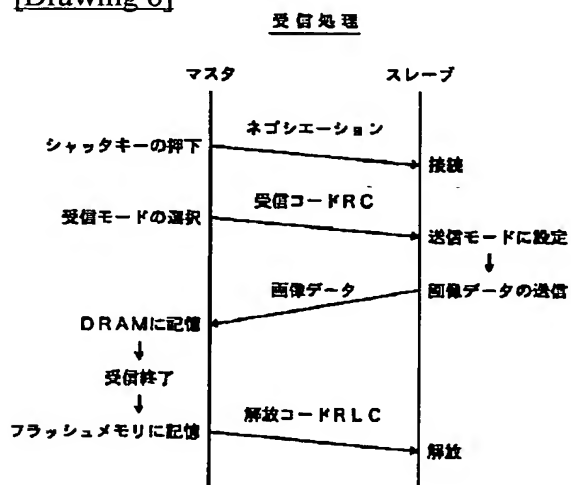 [Drawing 6]
受信処理
マスタ スレーブ
ネゴシエーション
シャッタキーの押下
接続
受信コードRC
受信モードの選択
送信モードに設定
↓
画像データ 画像データの送信
DRAMに記憶
↓
受信終了
↓
解放コードRLC
フラッシュメモリに記憶
解放